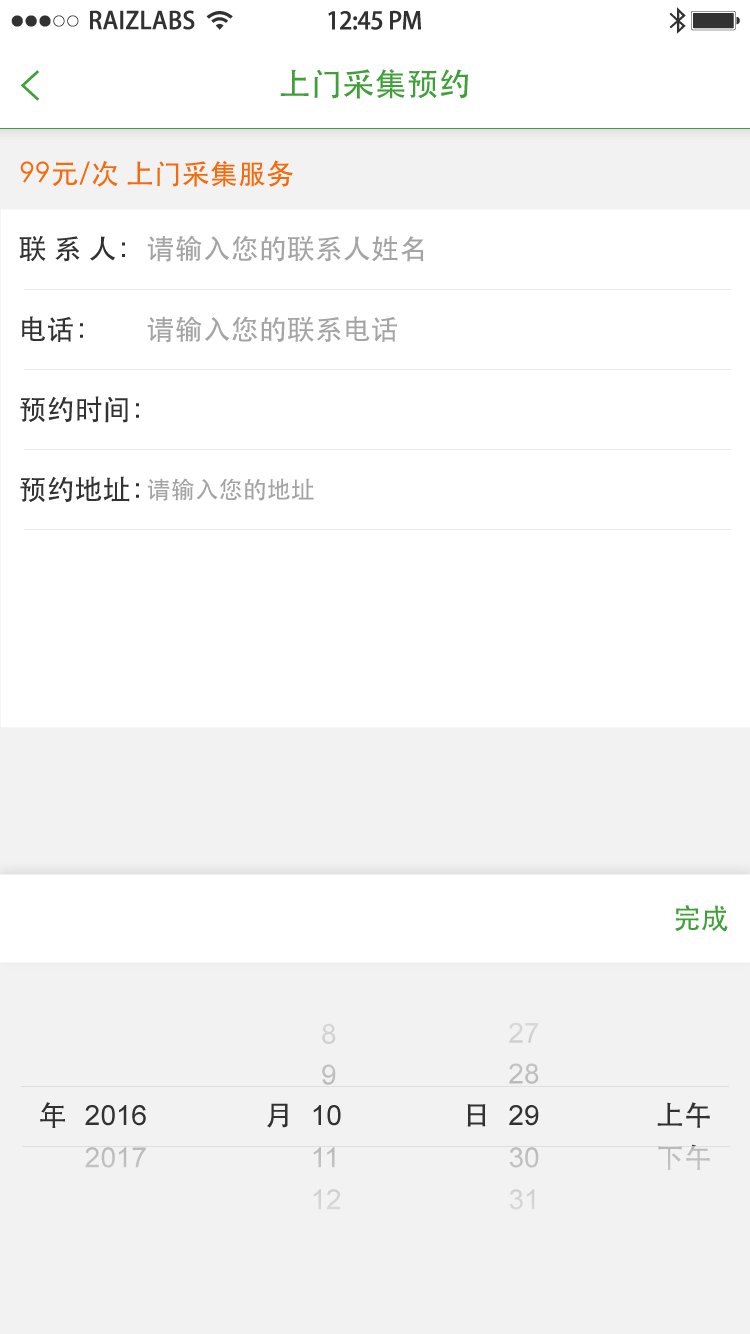 RAIZLABS 12:45 PM
上门采集预约
99元/次 上门采集服务
联 系 人: 请输入您的联系人姓名
电话: 请输入您的联系电话
预约时间:
预约地址: 请输入您的地址
完成
8 27
9 28
年 2016 月 10 日 29 上午
2017 11 30 下午
12 31